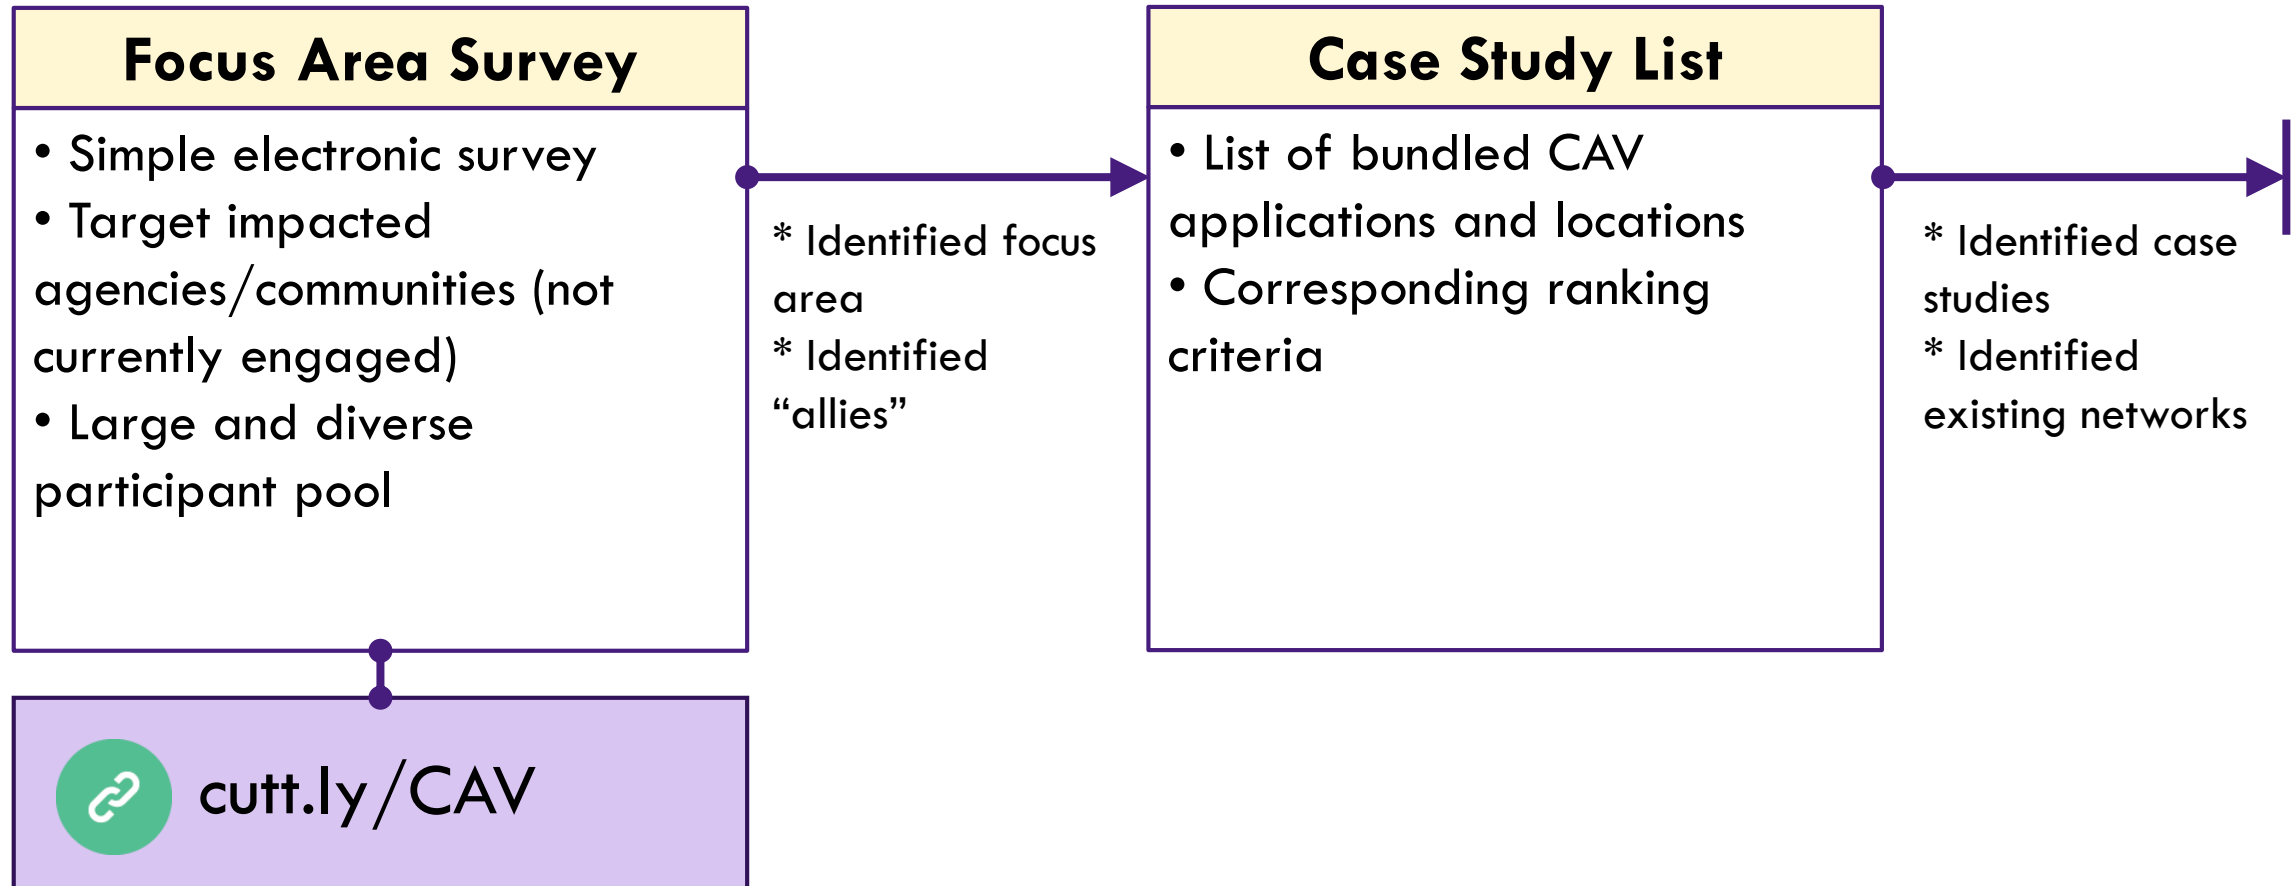 Focus Area Survey
• Simple electronic survey
• Target impacted
agencies/communities (not
currently engaged)
• Large and diverse
participant pool
cutt.ly/CAV
* Identified focus
area
* Identified
“allies”
Case Study List
• List of bundled CAV
applications and locations
• Corresponding ranking
criteria
* Identified case
studies
* Identified
existing networks